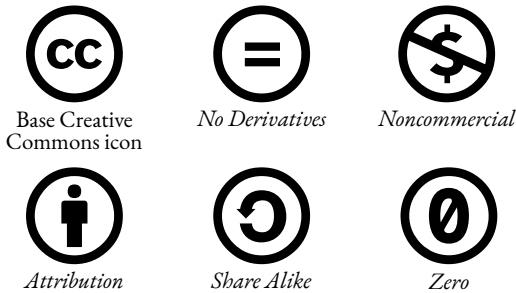 cc
=
$
Base Creative
Commons icon
No Derivatives
Noncommercial
0
Attribution
Share Alike
Zero